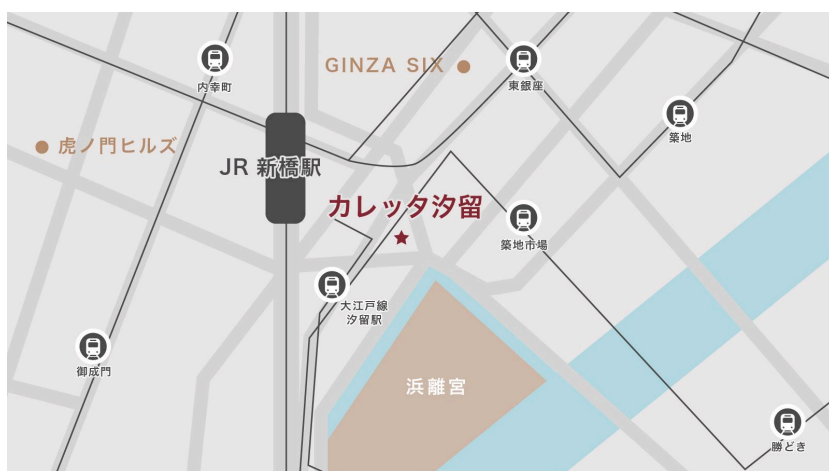 GINZA SIX
内幸町
東銀座
築地
虎ノ門ヒルズ
JR 新橋駅
カレッタ汐留
築地市場
大江戸線
汐留駅
御成門
浜離宮
勝どき